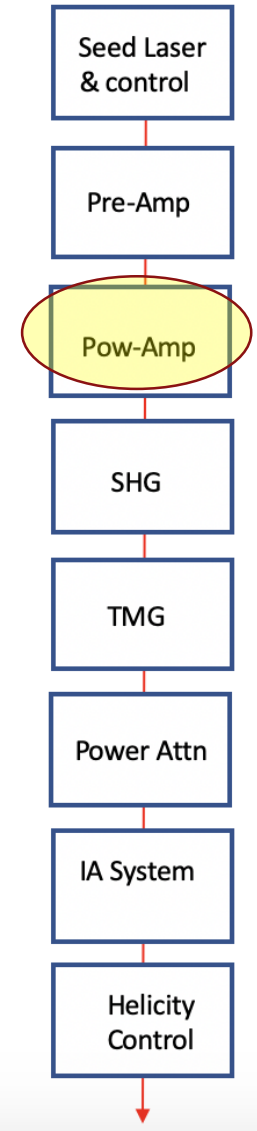 Seed Laser
& control
Pre-Amp
Pow-Amp
SHG
TMG
Power Attn
IA System
Helicity
Control